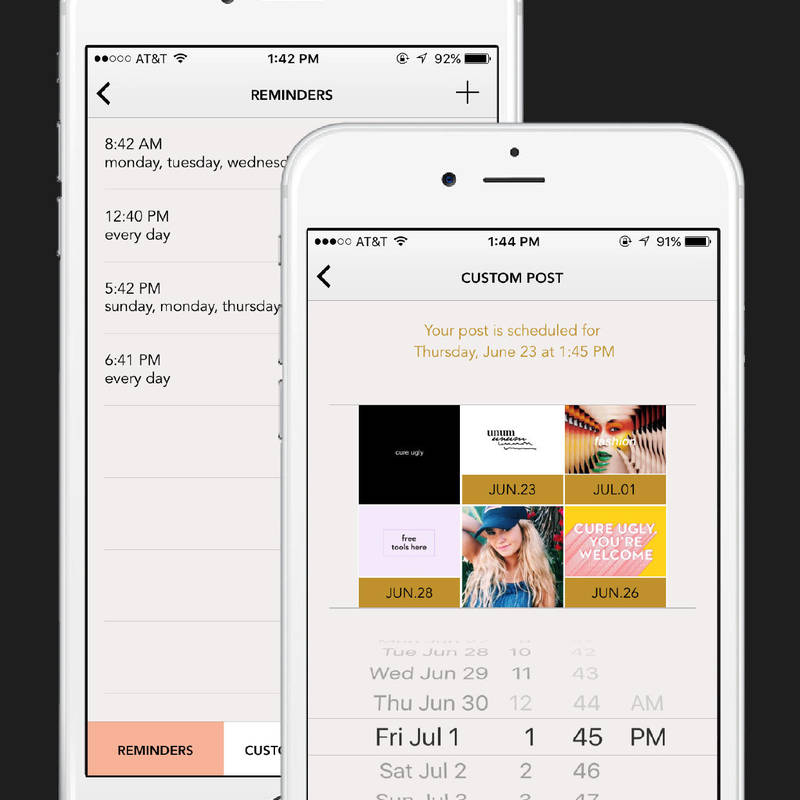 AT&T
1:42 PM
92%
REMINDERS
8:42 AM
monday, tuesday,
12:40 PM
every day
5:42 PM
sunday, monday, thursday
6:41 PM
every day
REMINDERS
AT&T
1:44 PM
91%
CUSTOM POST
Your post is scheduled for
Thursday, June 23 at 1:45 PM
cure ugly
unum
unum
JUN.23
fashion
JUL.01
free
tools here
JUN.28
CURE UGLY.
YOU'RE
WELCOME
JUN.26
Tue Jun 28 10 42
Wed Jun 29 11 43
Thu Jun 30 12 44 AM
Fri Jul 1 1 45 PM
Sat Jul 2 2 46
Sun Jul 3 3 47